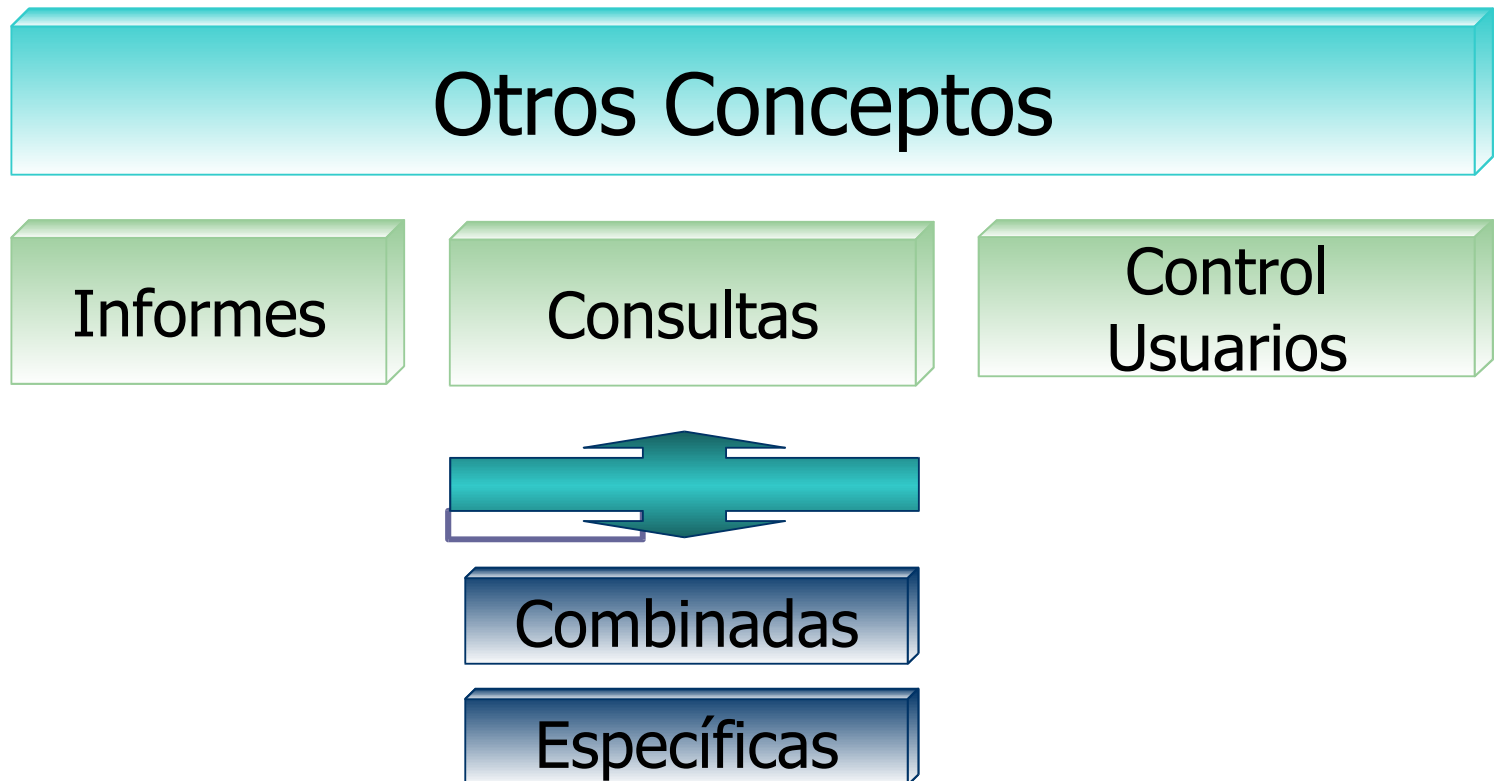 Otros Conceptos
Informes
Consultas
Control
Usuarios
Combinadas
Específicas